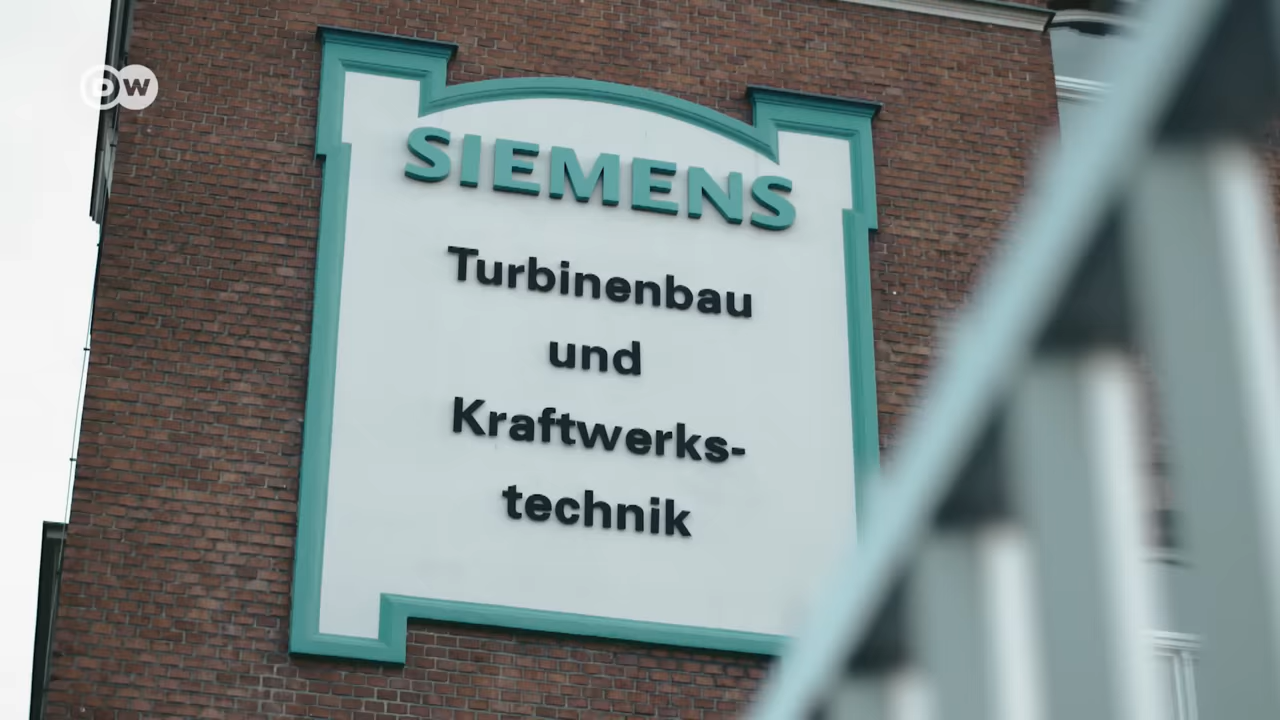 DW
SIEMENS
Turbinenbau
und
Kraftwerks-
technik